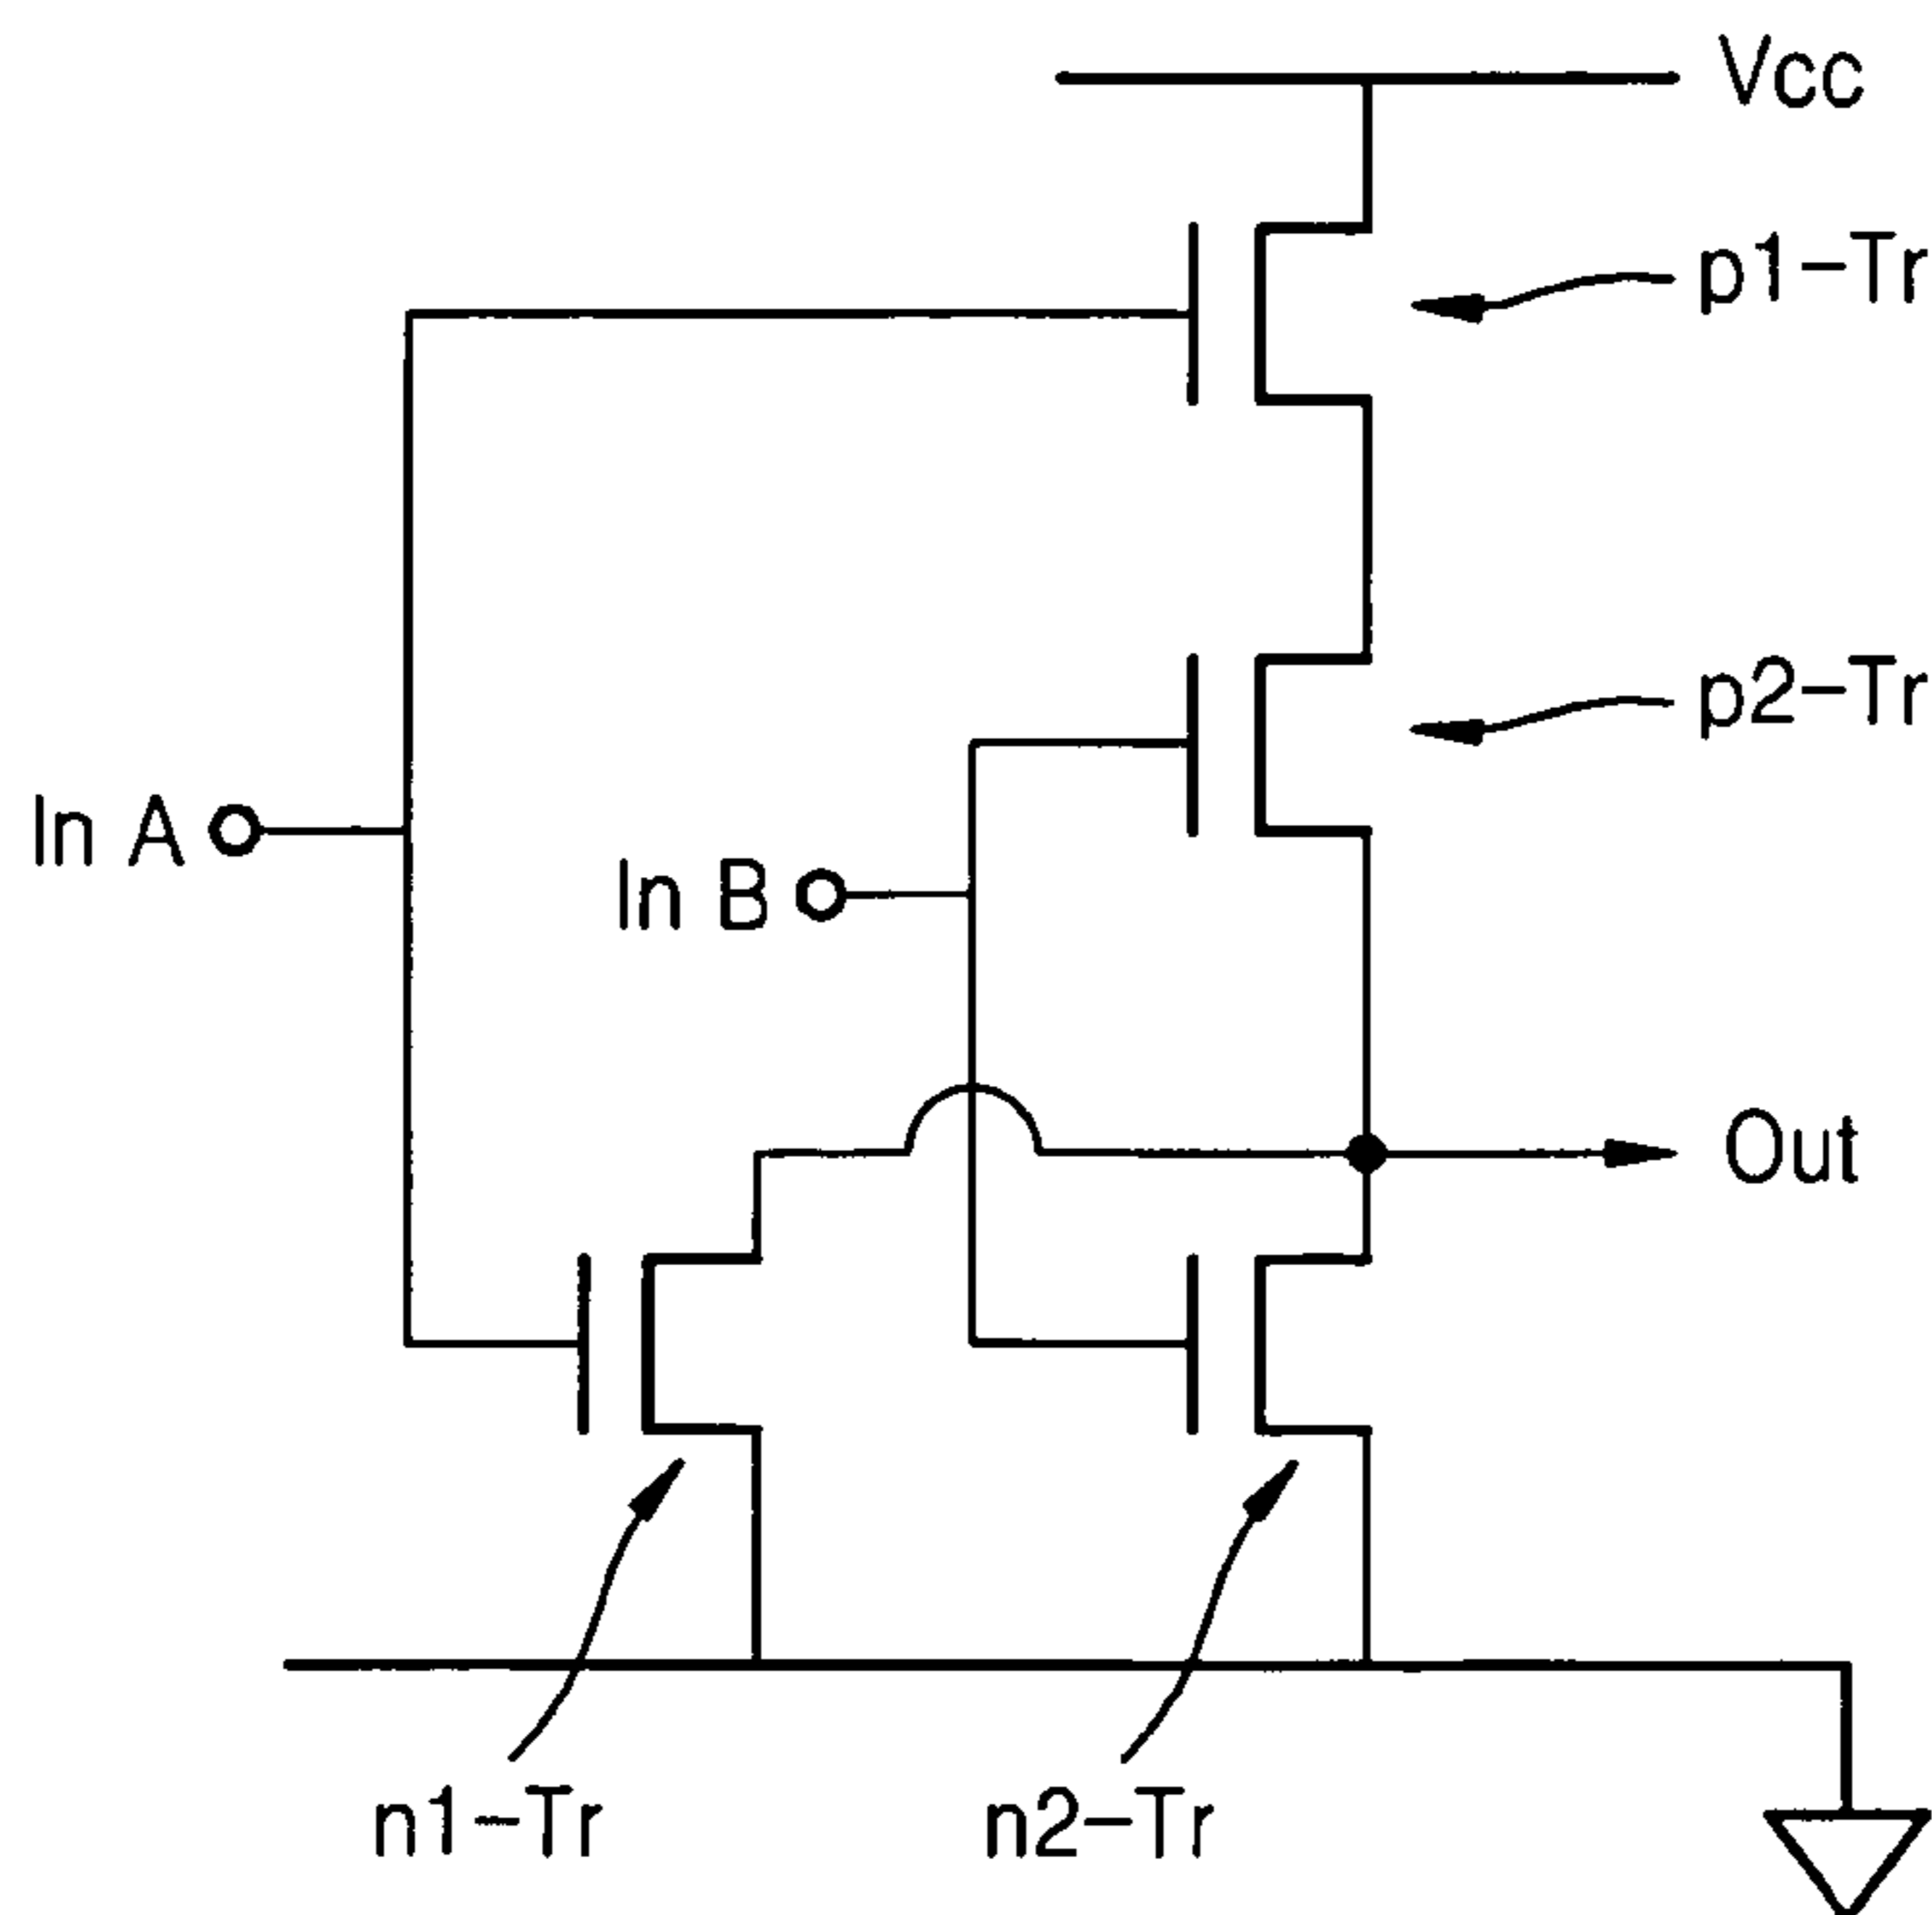 Vcc
p1-Tr
p2-Tr
In A
In B
Out
n1-Tr
n2-Tr